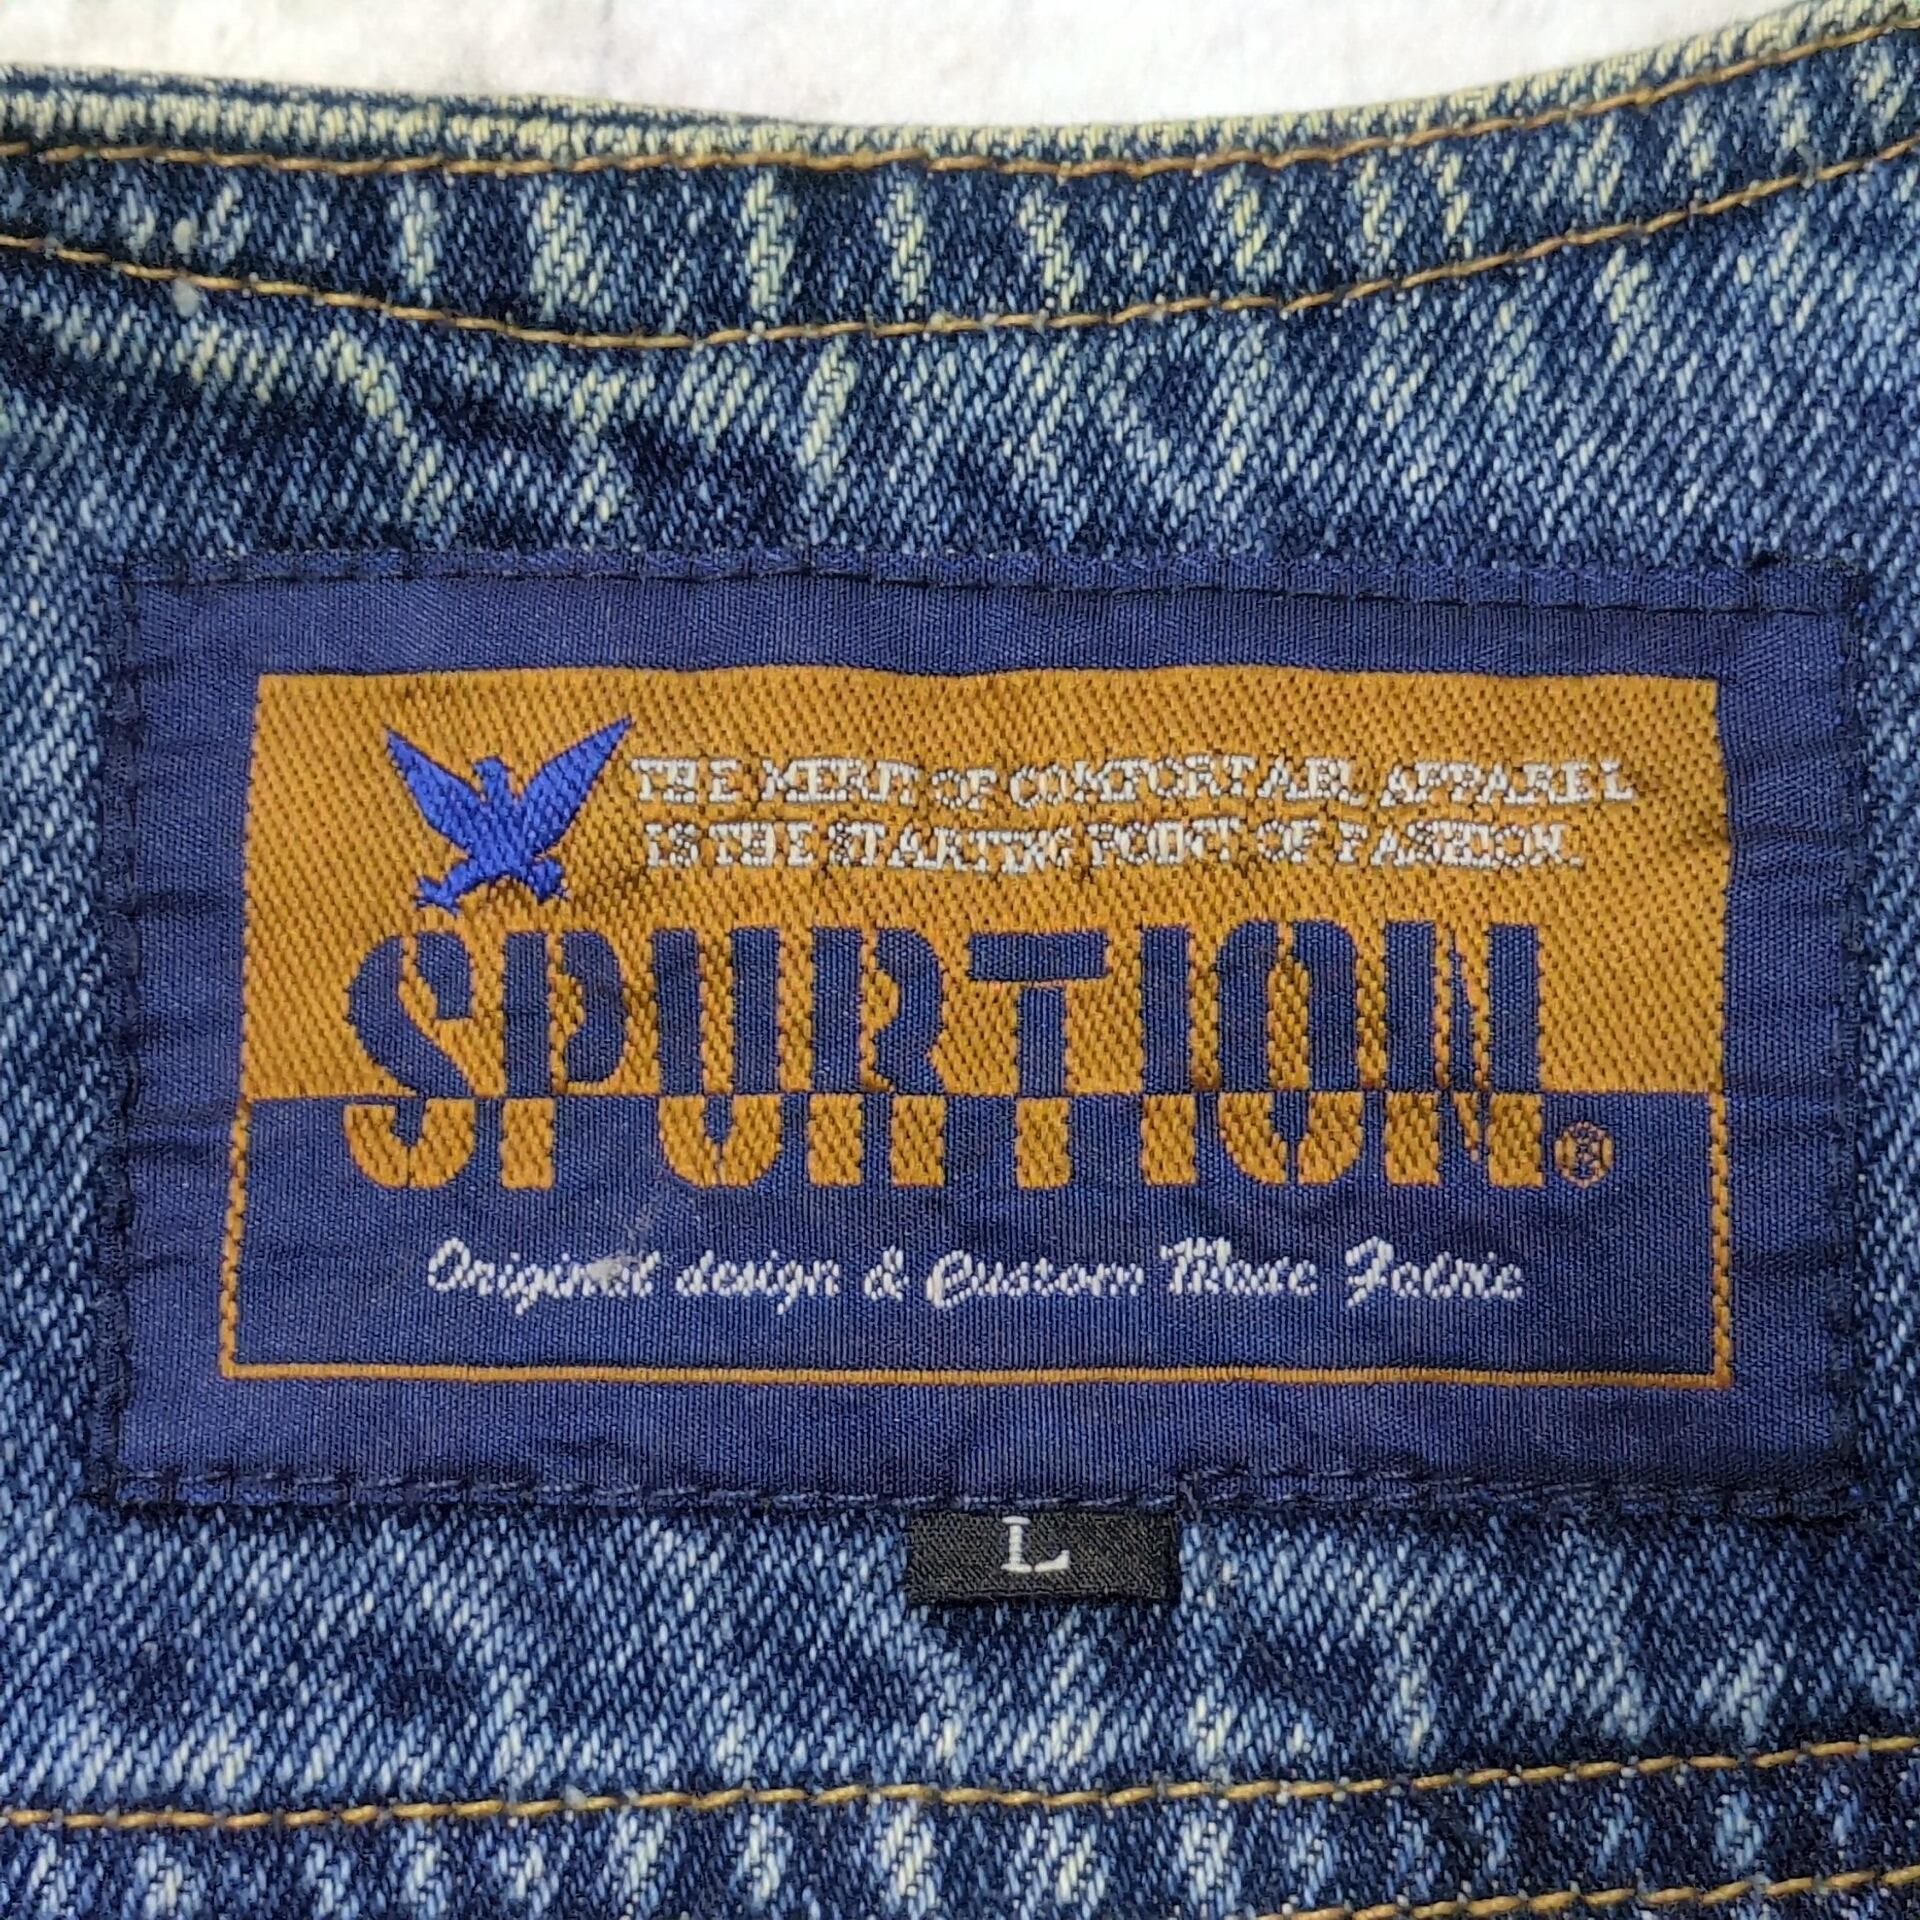 THE MERIT OF COMFORTABL APPAREL
IS THE STARTING POINT OF FASHION.
SPURTION®
Original design & Custom Made Fabric
L